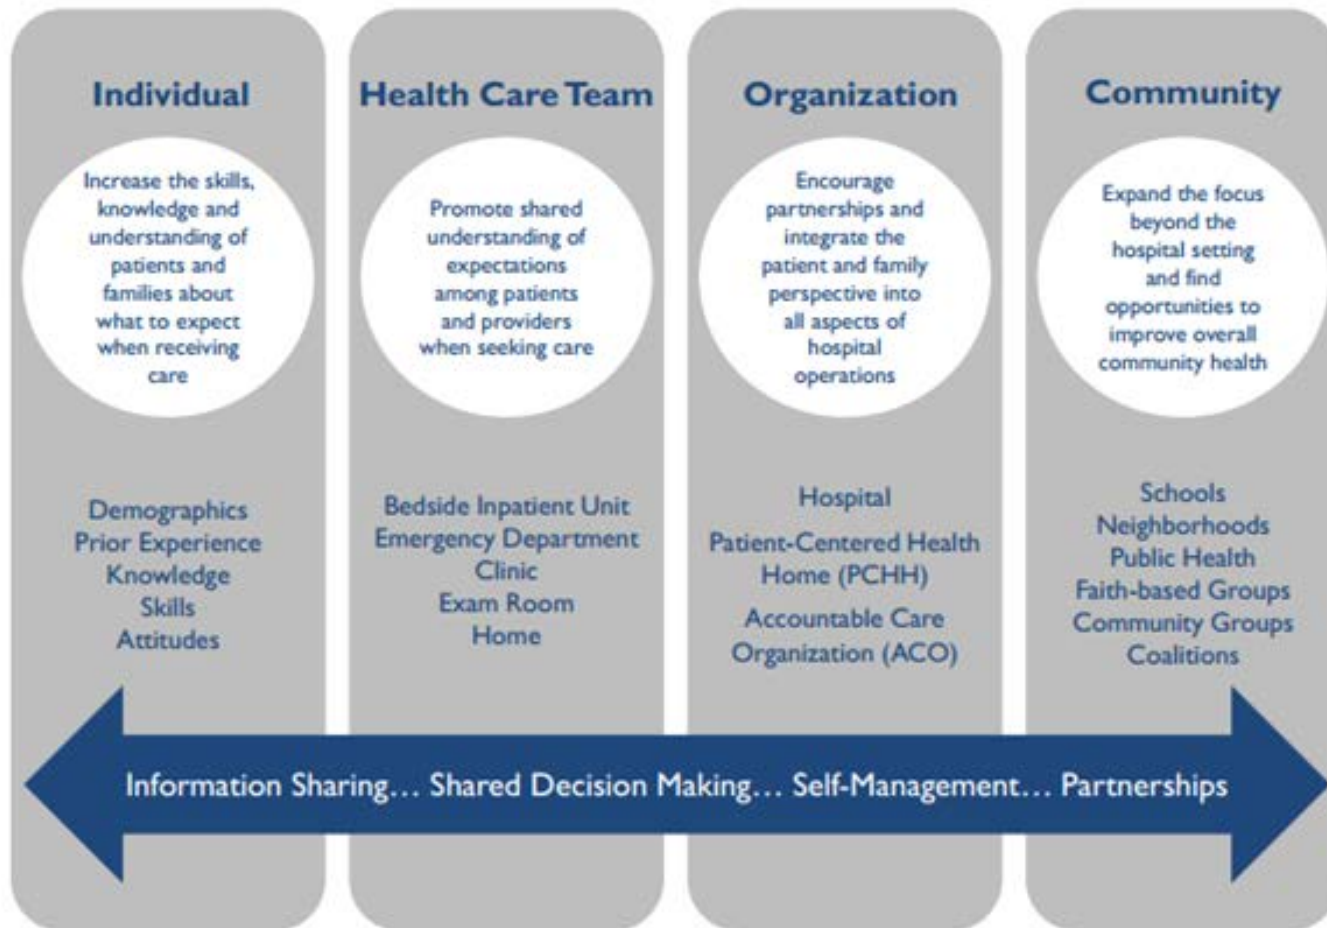 Individual
Increase the skills,
knowledge and
understanding of
patients and
families about
what to expect
when receiving
care
Demographics
Prior Experience
Knowledge
Skills
Attitudes
Health Care Team
Promote shared
understanding of
expectations
among patients
and providers
when seeking care
Bedside Inpatient Unit
Emergency Department
Clinic
Exam Room
Home
Organization
Encourage
partnerships and
integrate the
patient and family
perspective into
all aspects of
hospital
operations
Hospital
Patient-Centered Health
Home (PCHH)
Accountable Care
Organization (ACO)
Community
Expand the focus
beyond the
hospital setting
and find
opportunities to
improve overall
community health
Schools
Neighborhoods
Public Health
Faith-based Groups
Community Groups
Coalitions
Information Sharing... Shared Decision Making... Self-Management... Partnerships